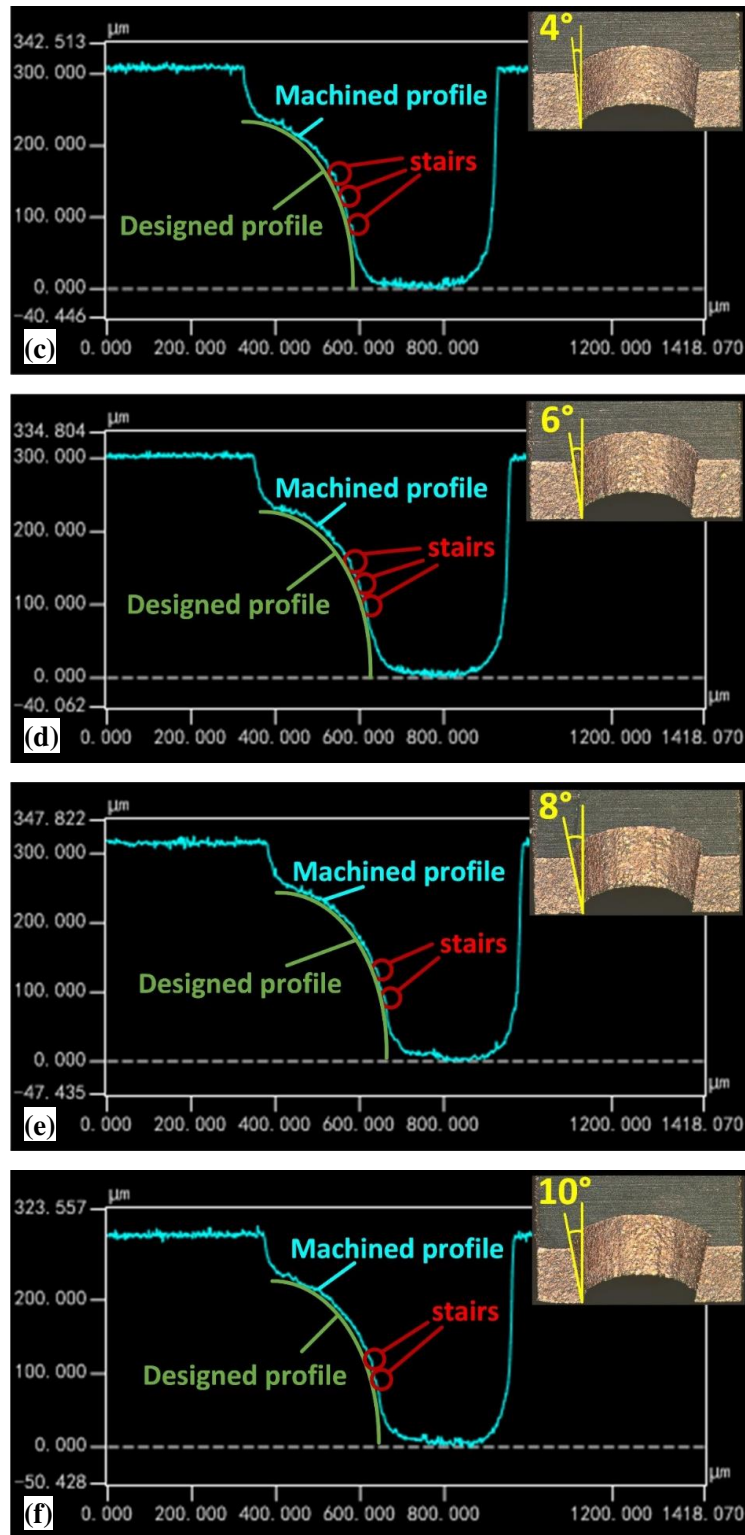 μm
342.513
4°
300.000
Machined profile
200.000
stairs
Designed profile
100.000
0.000
-40.446
μm
(c)
0.000 200.000 400.000 600.000 800.000 1200.000 1418.070
μm
334.804
6°
300.000
Machined profile
200.000
stairs
Designed profile
100.000
0.000
-40.062
μm
(d)
0.000 200.000 400.000 600.000 800.000 1200.000 1418.070
μm
347.822
8°
300.000
Machined profile
200.000
stairs
Designed profile
100.000
0.000
-47.435
μm
(e)
0.000 200.000 400.000 600.000 800.000 1200.000 1418.070
μm
323.557
10°
Machined profile
200.000
stairs
100.000
Designed profile
0.000
-50.428
μm
(f)
0.000 200.000 400.000 600.000 800.000 1200.000 1418.070